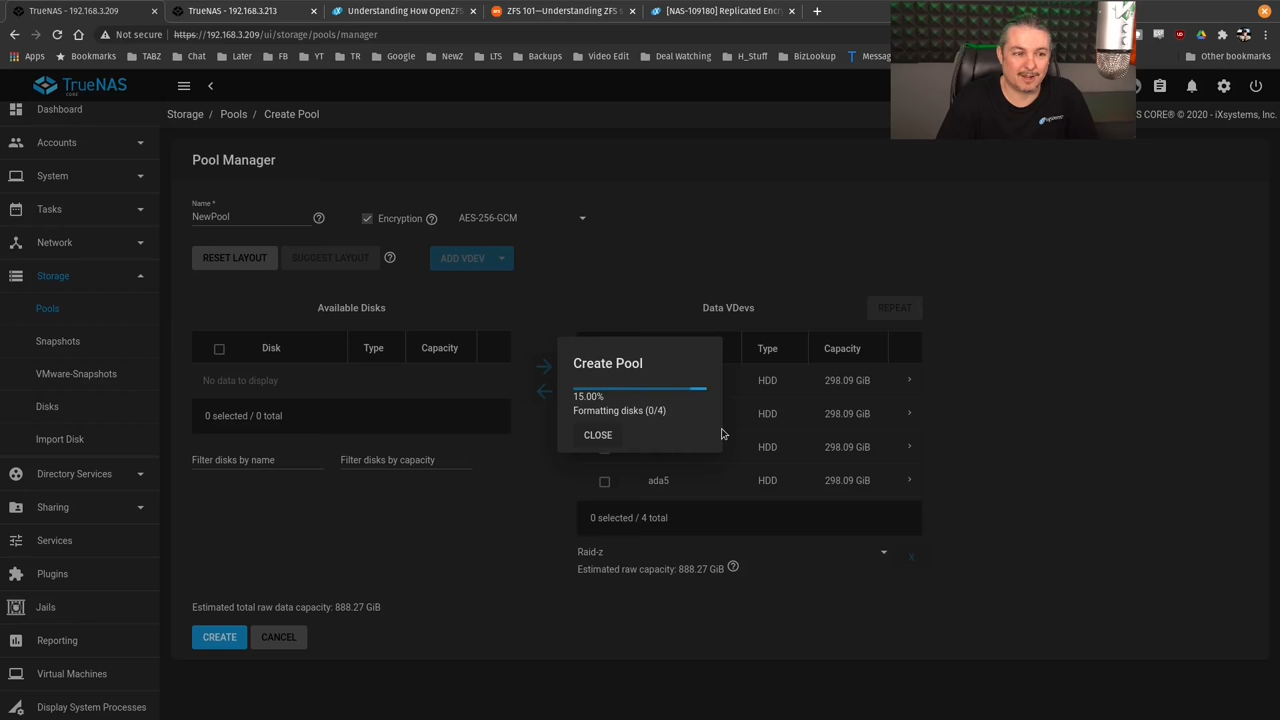 TrueNAS - 192.168.3.209
TrueNAS - 192.168.3.213
Understanding How OpenZFS
ZFS 101—Understanding ZFS s
[NAS-109180] Replicated Enc
Not secure
https://192.168.3.209/ui/storage/pools/manager
Apps
Bookmarks
TABZ
Chat
Later
FB
YT
TR
Google
NewZ
LTS
Backups
Video Edit
Deal Watching
H_Stuff
BizLookup
Messag
Other bookmarks
TrueNAS
CORE
S CORE® © 2020 - iXsystems, Inc.
Storage / Pools / Create Pool
Dashboard
Accounts
System
Tasks
Network
Storage
Pools
Snapshots
VMware-Snapshots
Disks
Import Disk
Directory Services
Sharing
Services
Plugins
Jails
Reporting
Virtual Machines
Display System Processes
Pool Manager
Name *
NewPool
Encryption
AES-256-GCM
RESET LAYOUT
SUGGEST LAYOUT
ADD VDEV
Available Disks
Disk Type Capacity
No data to display
0 selected / 0 total
Filter disks by name
Filter disks by capacity
Data VDevs
REPEAT
Type Capacity
HDD 298.09 GiB
HDD 298.09 GiB
HDD 298.09 GiB
ada5 HDD 298.09 GiB
0 selected / 4 total
Raid-z
X
Estimated raw capacity: 888.27 GiB
Create Pool
15.00%
Formatting disks (0/4)
CLOSE
Estimated total raw data capacity: 888.27 GiB
CREATE
CANCEL